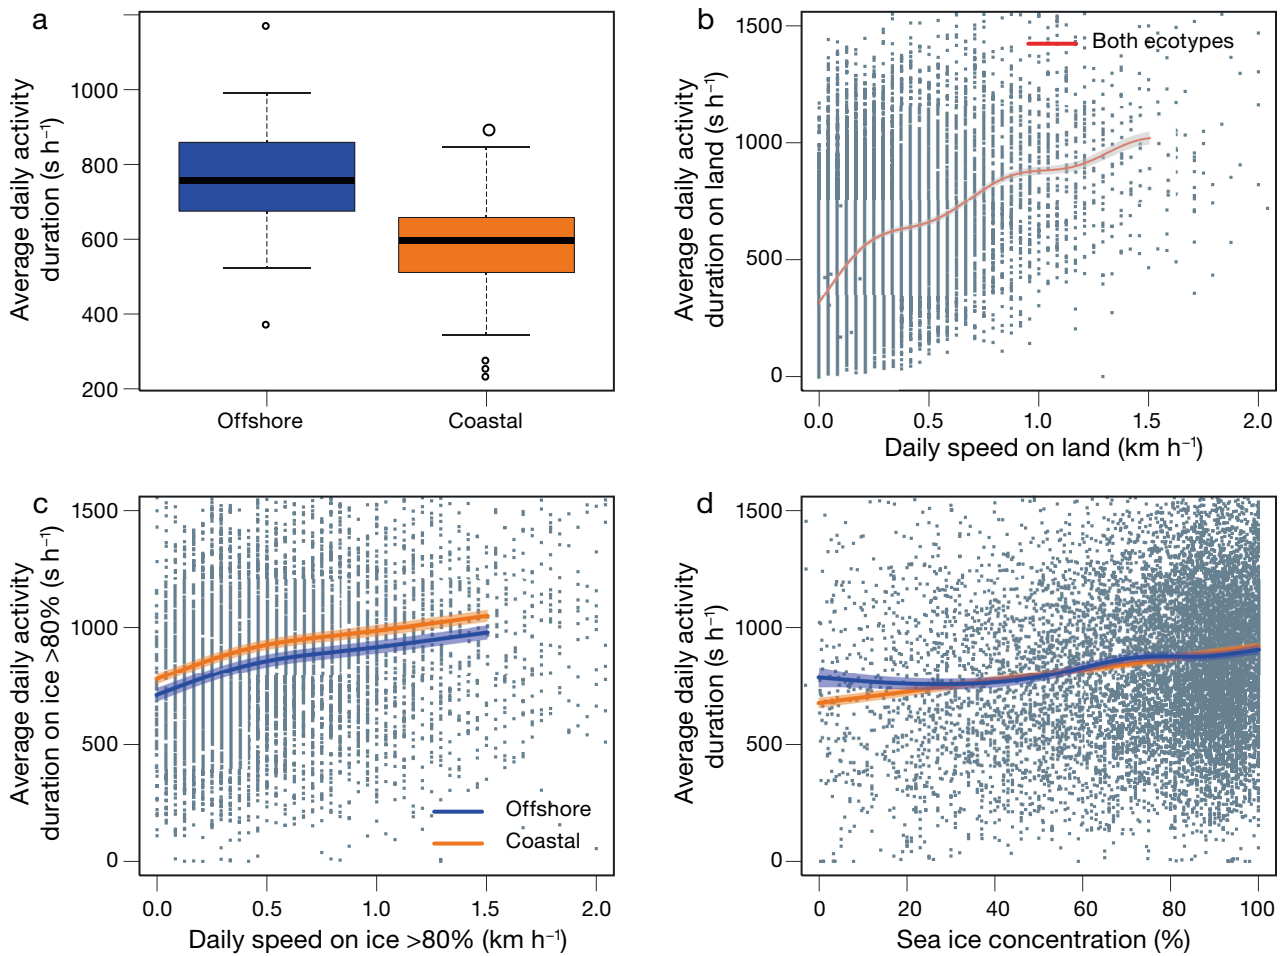 a
Average daily activity
duration (s h⁻¹)
1000
800
600
400
200
Offshore
Coastal
b
Average daily activity
duration on land (s h⁻¹)
1500
1000
500
0
Both ecotypes
0.0
0.5
1.0
1.5
2.0
Daily speed on land (km h⁻¹)
c
Average daily activity
duration on ice >80% (s h⁻¹)
1500
1000
500
0
Offshore
Coastal
0.0
0.5
1.0
1.5
2.0
Daily speed on ice >80% (km h⁻¹)
d
Average daily activity
duration (s h⁻¹)
1500
1000
500
0
0
20
40
60
80
100
Sea ice concentration (%)